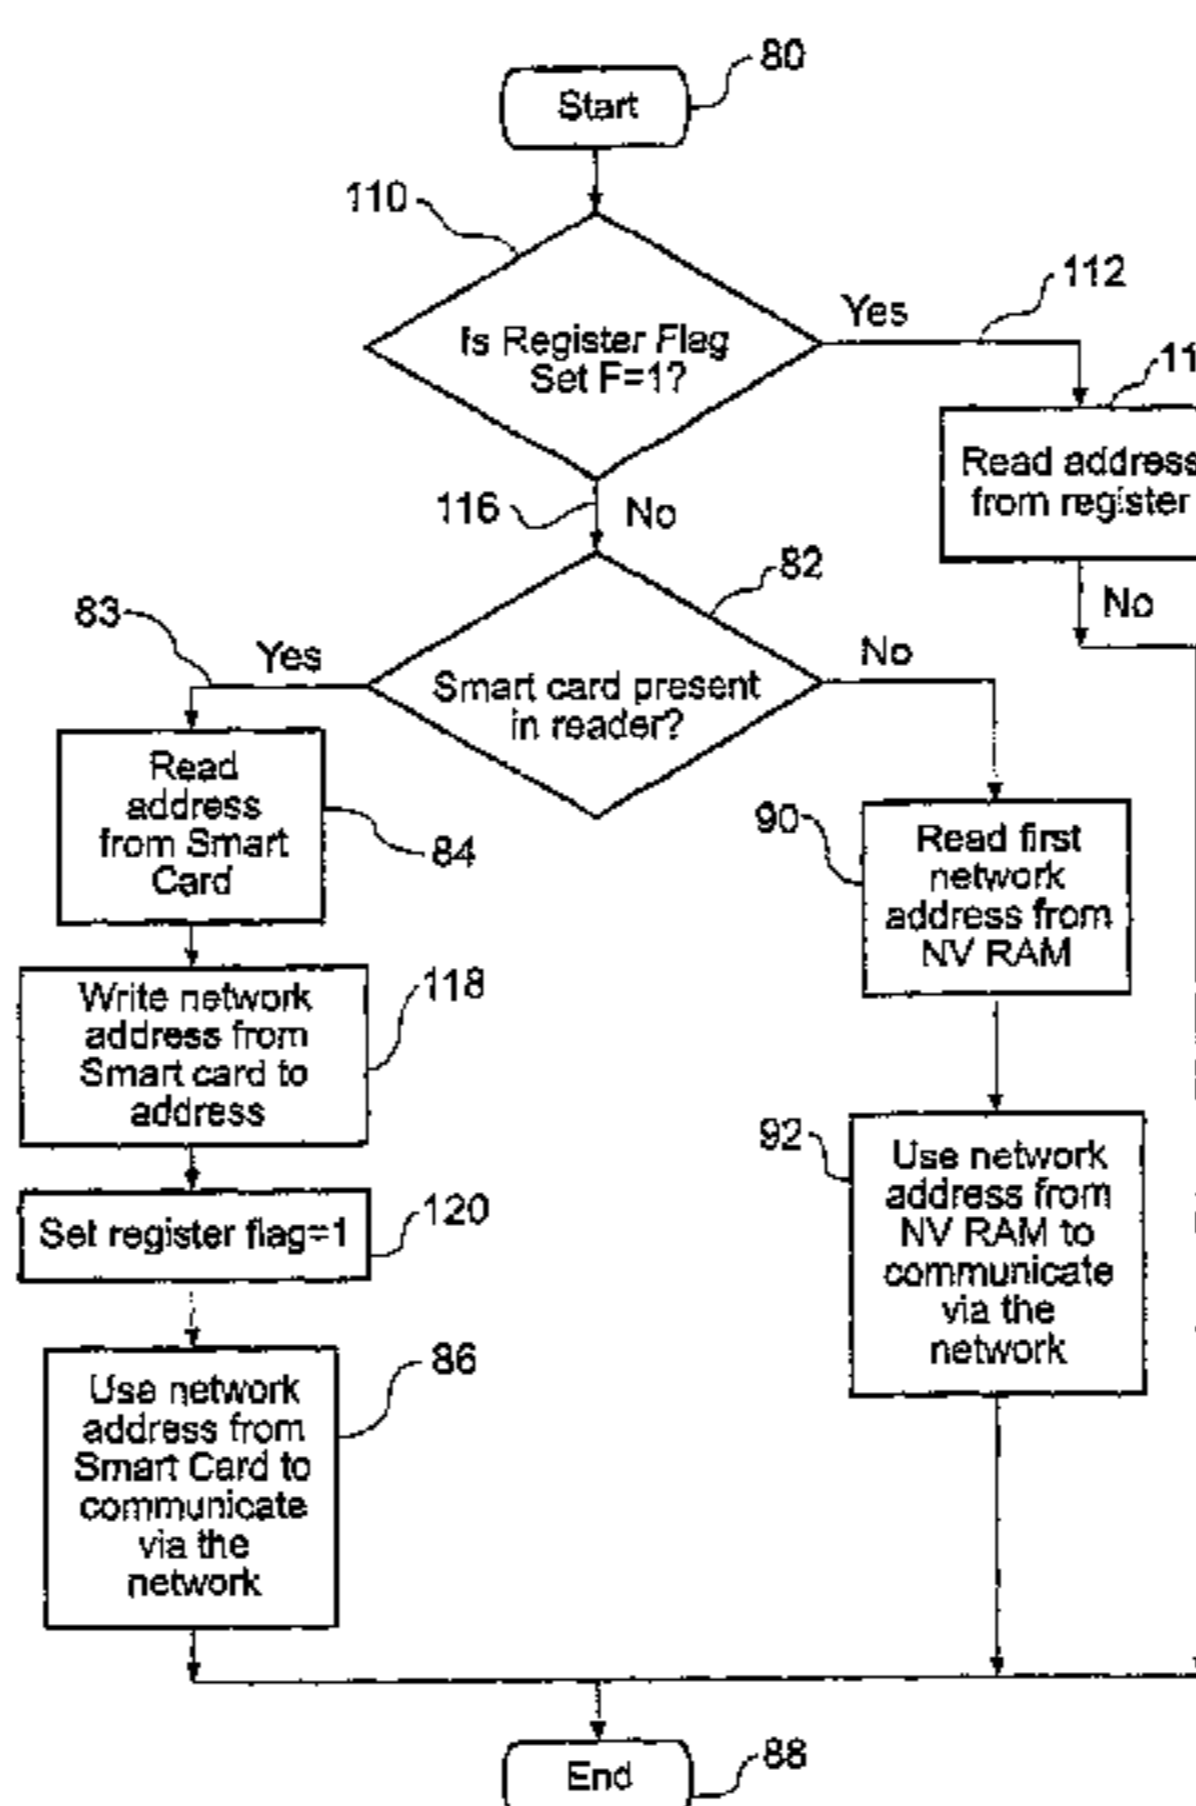 80
Start
110
112
Yes
Is Register Flag
Set F=1?
11
Read address
from register
116
No
82
No
83
Yes
No
Smart card present
in reader?
Read
address
from Smart
Card
84
90
Read first
network
address from
NV RAM
Write network
address from
Smart card to
address
118
92
Use network
address from
NV RAM to
communicate
via the
network
Set register flag=1
120
86
Use network
address from
Smart Card to
communicate
via the
network
End
88